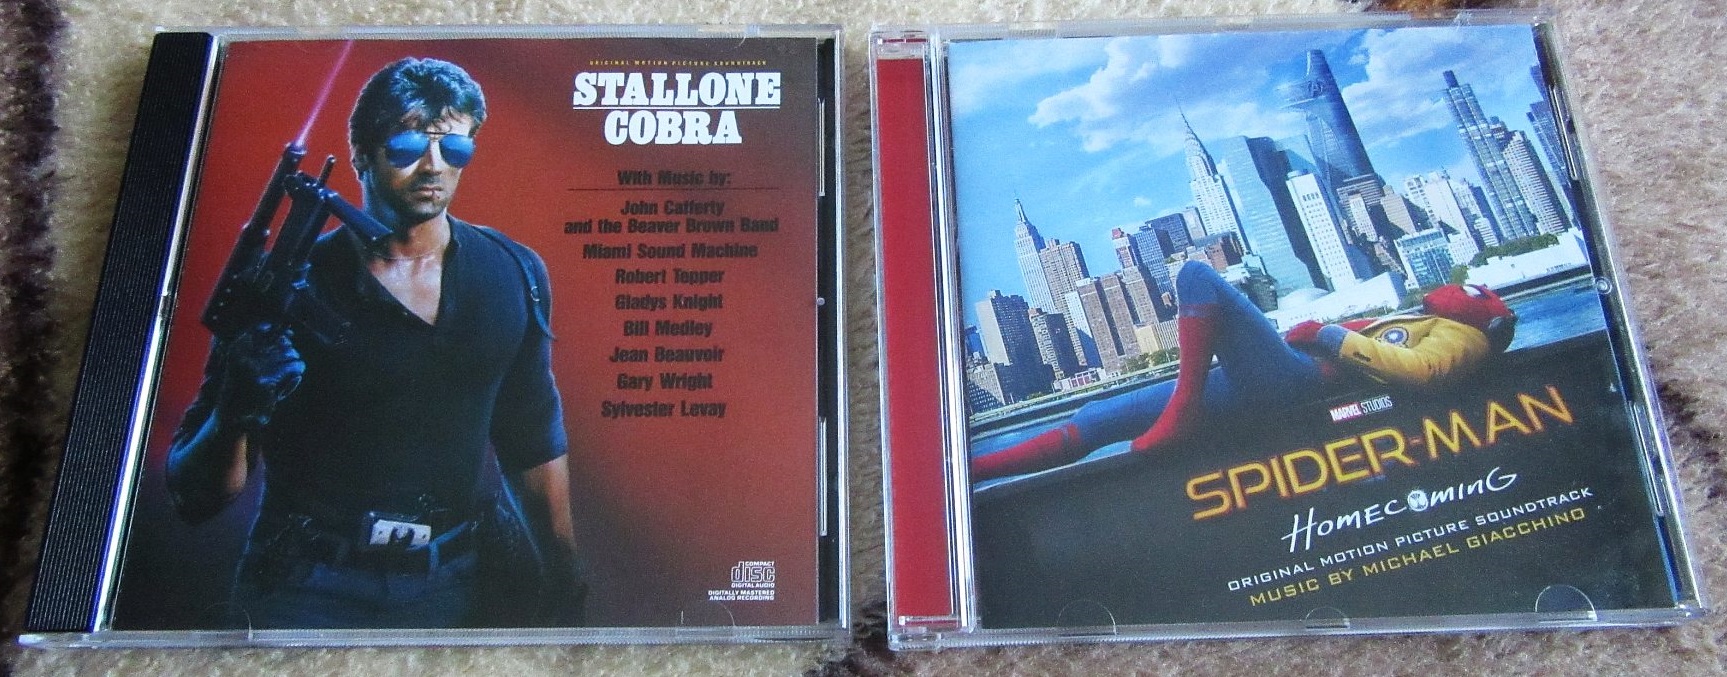 ORIGINAL MOTION PICTURE SOUNDTRACK
STALLONE
COBRA
With Music by:
John Cafferty
and the Beaver Brown Band
Miami Sound Machine
Robert Tepper
Gladys Knight
Bill Medley
Jean Beauvoir
Gary Wright
Sylvester Levay
COMPACT
disc
DIGITAL AUDIO
DIGITALLY MASTERED
ANALOG RECORDING
MARVEL STUDIOS
SPIDER-MAN
HOMECOMING
ORIGINAL MOTION PICTURE SOUNDTRACK
MUSIC BY MICHAEL GIACCHINO